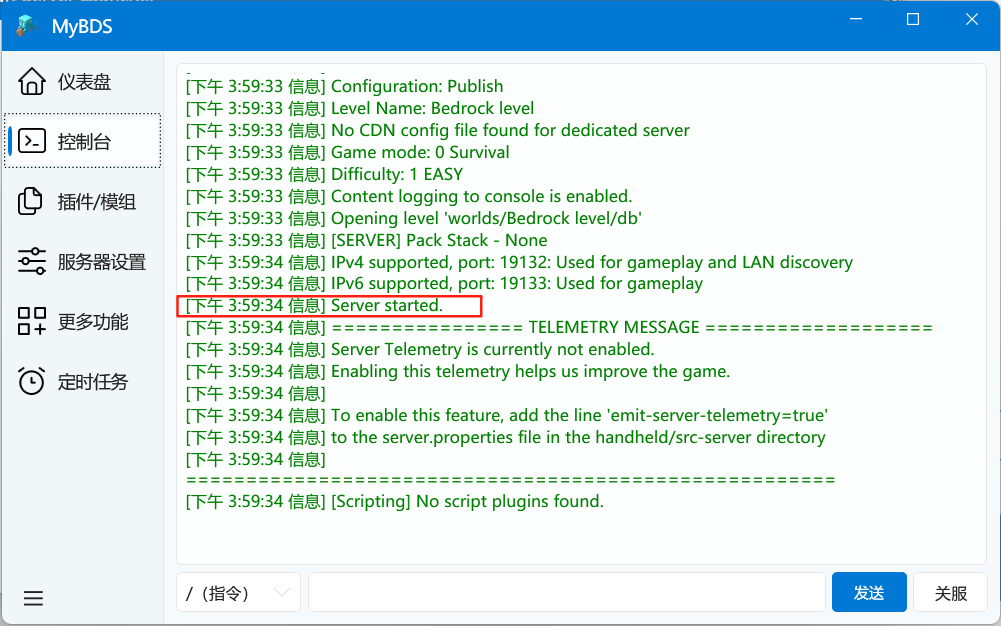 MyBDS
仪表盘
控制台
插件/模组
服务器设置
更多功能
定时任务
[下午 3:59:33 信息] Configuration: Publish
[下午 3:59:33 信息] Level Name: Bedrock level
[下午 3:59:33 信息] No CDN config file found for dedicated server
[下午 3:59:33 信息] Game mode: 0 Survival
[下午 3:59:33 信息] Difficulty: 1 EASY
[下午 3:59:33 信息] Content logging to console is enabled.
[下午 3:59:33 信息] Opening level 'worlds/Bedrock level/db'
[下午 3:59:33 信息] [SERVER] Pack Stack - None
[下午 3:59:34 信息] IPv4 supported, port: 19132: Used for gameplay and LAN discovery
[下午 3:59:34 信息] IPv6 supported, port: 19133: Used for gameplay
[下午 3:59:34 信息] Server started.
[下午 3:59:34 信息] ================ TELEMETRY MESSAGE ===================
[下午 3:59:34 信息] Server Telemetry is currently not enabled.
[下午 3:59:34 信息] Enabling this telemetry helps us improve the game.
[下午 3:59:34 信息]
[下午 3:59:34 信息] To enable this feature, add the line 'emit-server-telemetry=true'
[下午 3:59:34 信息] to the server.properties file in the handheld/src-server directory
[下午 3:59:34 信息]
======================================================
[下午 3:59:34 信息] [Scripting] No script plugins found.
/（指令）
发送
关服